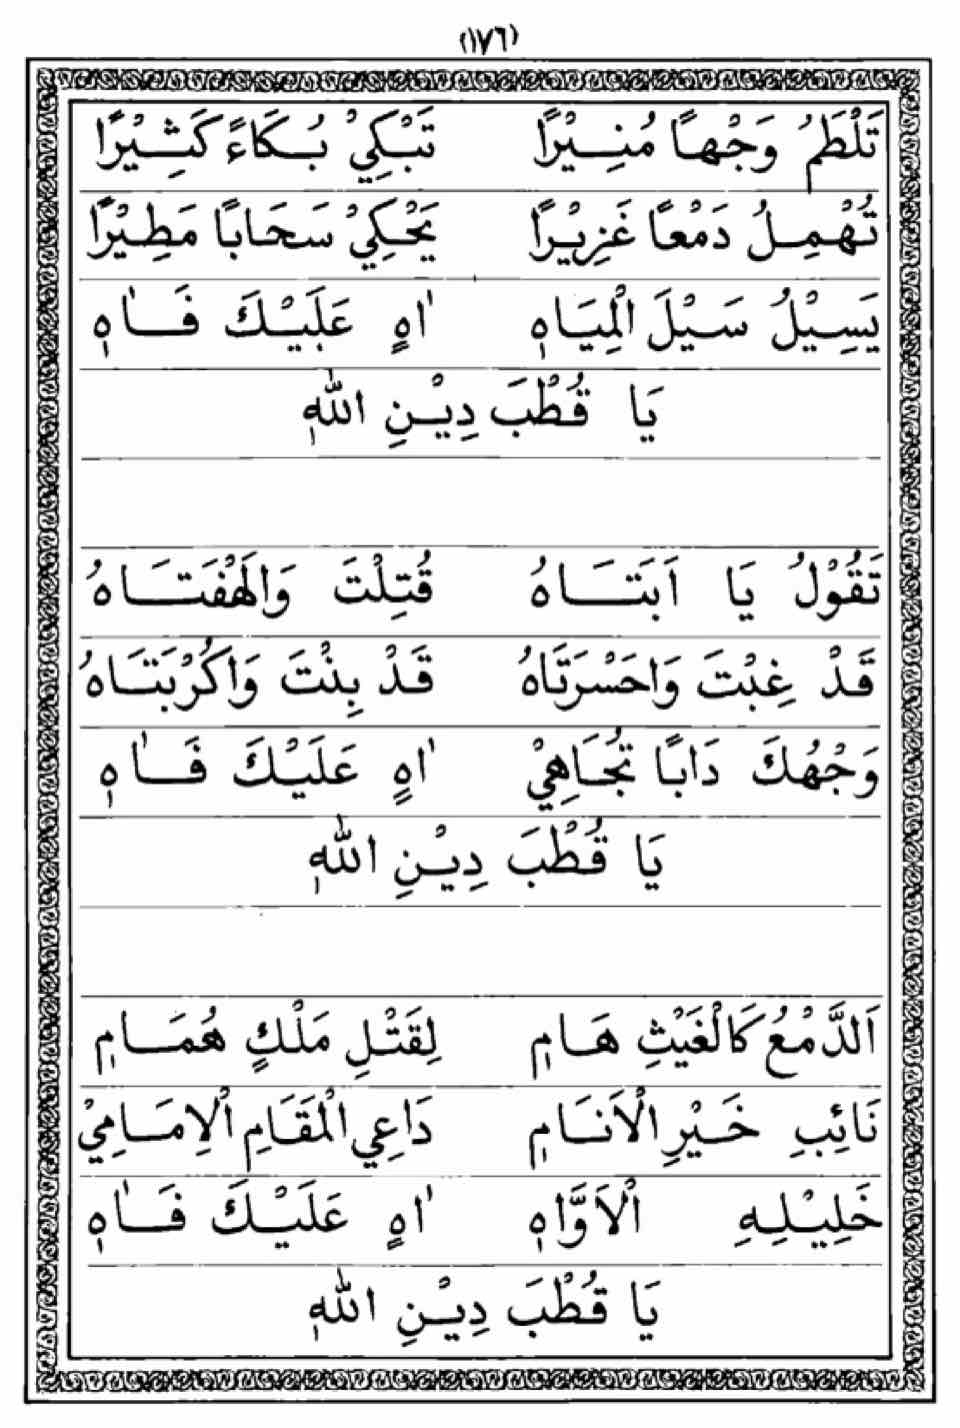 (١٧٦)
تَلْطَمُ وَجْهًا مُنِيْرًا تَبْكِيْ بُكَاءً كَثِيْرًا
تُهْمِلُ دَمْعًا غَزِيْرًا يَحْكِيْ سَحَابًا مَطِيْرًا
يَسِيْلُ سَيْلَ الْمِيَاهِ اٰهٍ عَلَيْكَ فَاٰهِ
يَا قُطْبَ دِيْنِ اللّٰهِ
تَقُوْلُ يَا اَبَتَاهُ قُتِلْتَ وَالَهْفَتَاهُ
قَدْ غِبْتَ وَاحَسْرَتَاهُ قَدْ بِنْتَ وَاكُرْبَتَاهُ
وَجْهُكَ دَابًا تُجَاهِيْ اٰهٍ عَلَيْكَ فَاٰهِ
يَا قُطْبَ دِيْنِ اللّٰهِ
اَلدَّمْعُ كَالْغَيْثِ هَامِ لِقَتْلِ مَلْكٍ هُمَامِ
نَائِبِ خَيْرِ الْاَنَامِ دَاعِي الْمَقَامِ الْاِمَامِيْ
خَلِيْلِهِ الْاَوَّاهِ اٰهٍ عَلَيْكَ فَاٰهِ
يَا قُطْبَ دِيْنِ اللّٰهِ